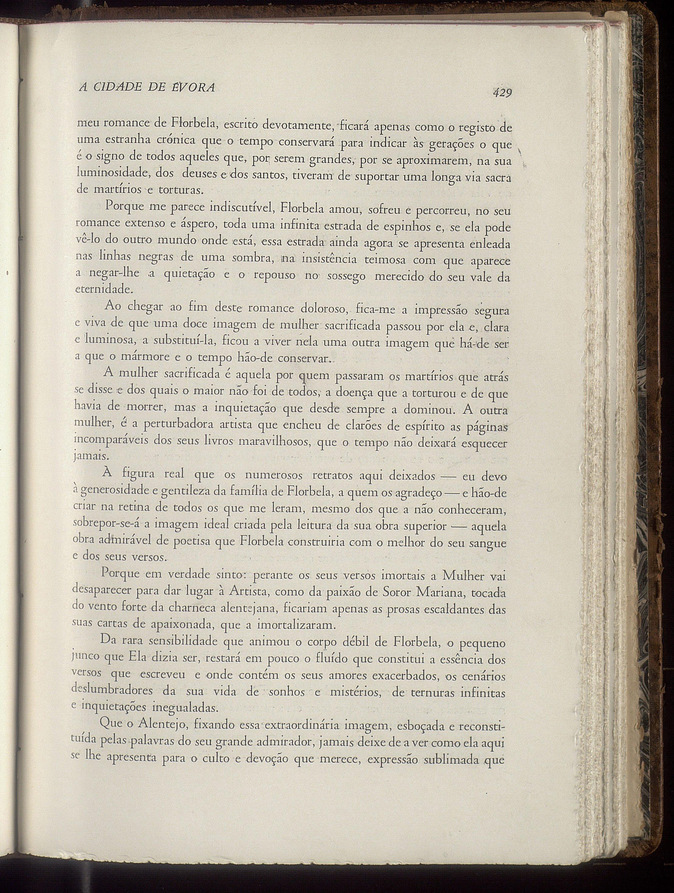 A CIDADE DE ÉVORA
429
meu romance de Florbela, escrito devotamente, ficará apenas como o registo de
uma estranha crónica que o tempo conservará para indicar às gerações o que
é o signo de todos aqueles que, por serem grandes, por se aproximarem, na sua
luminosidade, dos deuses e dos santos, tiveram de suportar uma longa via sacra
de martírios e torturas.
Porque me parece indiscutível, Florbela amou, sofreu e percorreu, no seu
romance extenso e áspero, toda uma infinita estrada de espinhos e, se ela pode
vê-lo do outro mundo onde está, essa estrada ainda agora se apresenta enleada
nas linhas negras de uma sombra, na insistência teimosa com que aparece
a negar-lhe a quietação e o repouso no sossego merecido do seu vale da
eternidade.
Ao chegar ao fim deste romance doloroso, fica-me a impressão segura
e viva de que uma doce imagem de mulher sacrificada passou por ela e, clara
e luminosa, a substituí-la, ficou a viver nela uma outra imagem que há-de ser
a que o mármore e o tempo hão-de conservar.
A mulher sacrificada é aquela por quem passaram os martírios que atrás
se disse e dos quais o maior não foi de todos, a doença que a torturou e de que
havia de morrer, mas a inquietação que desde sempre a dominou. A outra
mulher, é a perturbadora artista que encheu de clarões de espírito as páginas
incomparáveis dos seus livros maravilhosos, que o tempo não deixará esquecer
jamais.
À figura real que os numerosos retratos aqui deixados — eu devo
à generosidade e gentileza da família de Florbela, a quem os agradeço — e hão-de
criar na retina de todos os que me leram, mesmo dos que a não conheceram,
sobrepor-se-á a imagem ideal criada pela leitura da sua obra superior — aquela
obra admirável de poetisa que Florbela construiria com o melhor do seu sangue
e dos seus versos.
Porque em verdade sinto: perante os seus versos imortais a Mulher vai
desaparecer para dar lugar à Artista, como da paixão de Soror Mariana, tocada
do vento forte da charneca alentejana, ficariam apenas as prosas escaldantes das
suas cartas de apaixonada, que a imortalizaram.
Da rara sensibilidade que animou o corpo débil de Florbela, o pequeno
junco que Ela dizia ser, restará em pouco o fluído que constitui a essência dos
versos que escreveu e onde contém os seus amores exacerbados, os cenários
deslumbradores da sua vida de sonhos e mistérios, de ternuras infinitas
e inquietações inegualadas.
Que o Alentejo, fixando essa extraordinária imagem, esboçada e reconsti-
tuída pelas palavras do seu grande admirador, jamais deixe de a ver como ela aqui
se lhe apresenta para o culto e devoção que merece, expressão sublimada que